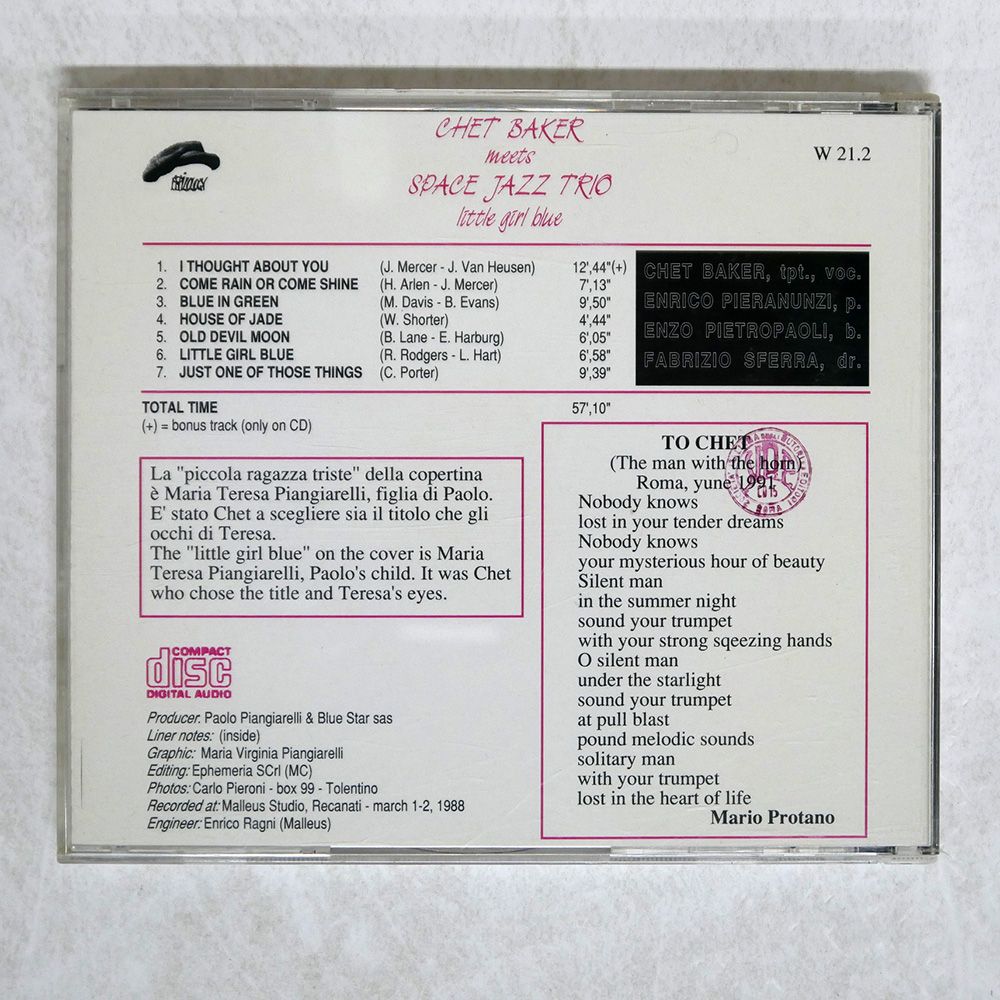 CHET BAKER
meets
SPACE JAZZ TRIO
little girl blue
W 21.2
1. I THOUGHT ABOUT YOU (J. Mercer - J. Van Heusen) 12',44"(+)
2. COME RAIN OR COME SHINE (H. Arlen - J. Mercer) 7',13"
3. BLUE IN GREEN (M. Davis - B. Evans) 9',50"
4. HOUSE OF JADE (W. Shorter) 4',44"
5. OLD DEVIL MOON (B. Lane - E. Harburg) 6',05"
6. LITTLE GIRL BLUE (R. Rodgers - L. Hart) 6',58"
7. JUST ONE OF THOSE THINGS (C. Porter) 9',39"
CHET BAKER, tpt., voc.
ENRICO PIERANUNZI, p.
ENZO PIETROPAOLI, b.
FABRIZIO SFERRA, dr.
TOTAL TIME 57',10"
(+) = bonus track (only on CD)
La "piccola ragazza triste" della copertina
è Maria Teresa Piangiarelli, figlia di Paolo.
E' stato Chet a scegliere sia il titolo che gli
occhi di Teresa.
The "little girl blue" on the cover is Maria
Teresa Piangiarelli, Paolo's child. It was Chet
who chose the title and Teresa's eyes.
COMPACT
disc
DIGITAL AUDIO
Producer: Paolo Piangiarelli & Blue Star sas
Liner notes: (inside)
Graphic: Maria Virginia Piangiarelli
Editing: Ephemeria SCrl (MC)
Photos: Carlo Pieroni - box 99 - Tolentino
Recorded at: Malleus Studio, Recanati - march 1-2, 1988
Engineer: Enrico Ragni (Malleus)
TO CHET
(The man with the horn)
Roma, yune 1991
Nobody knows
lost in your tender dreams
Nobody knows
your mysterious hour of beauty
Silent man
in the summer night
sound your trumpet
with your strong sqeezing hands
O silent man
under the starlight
sound your trumpet
at pull blast
pound melodic sounds
solitary man
with your trumpet
lost in the heart of life
Mario Protano